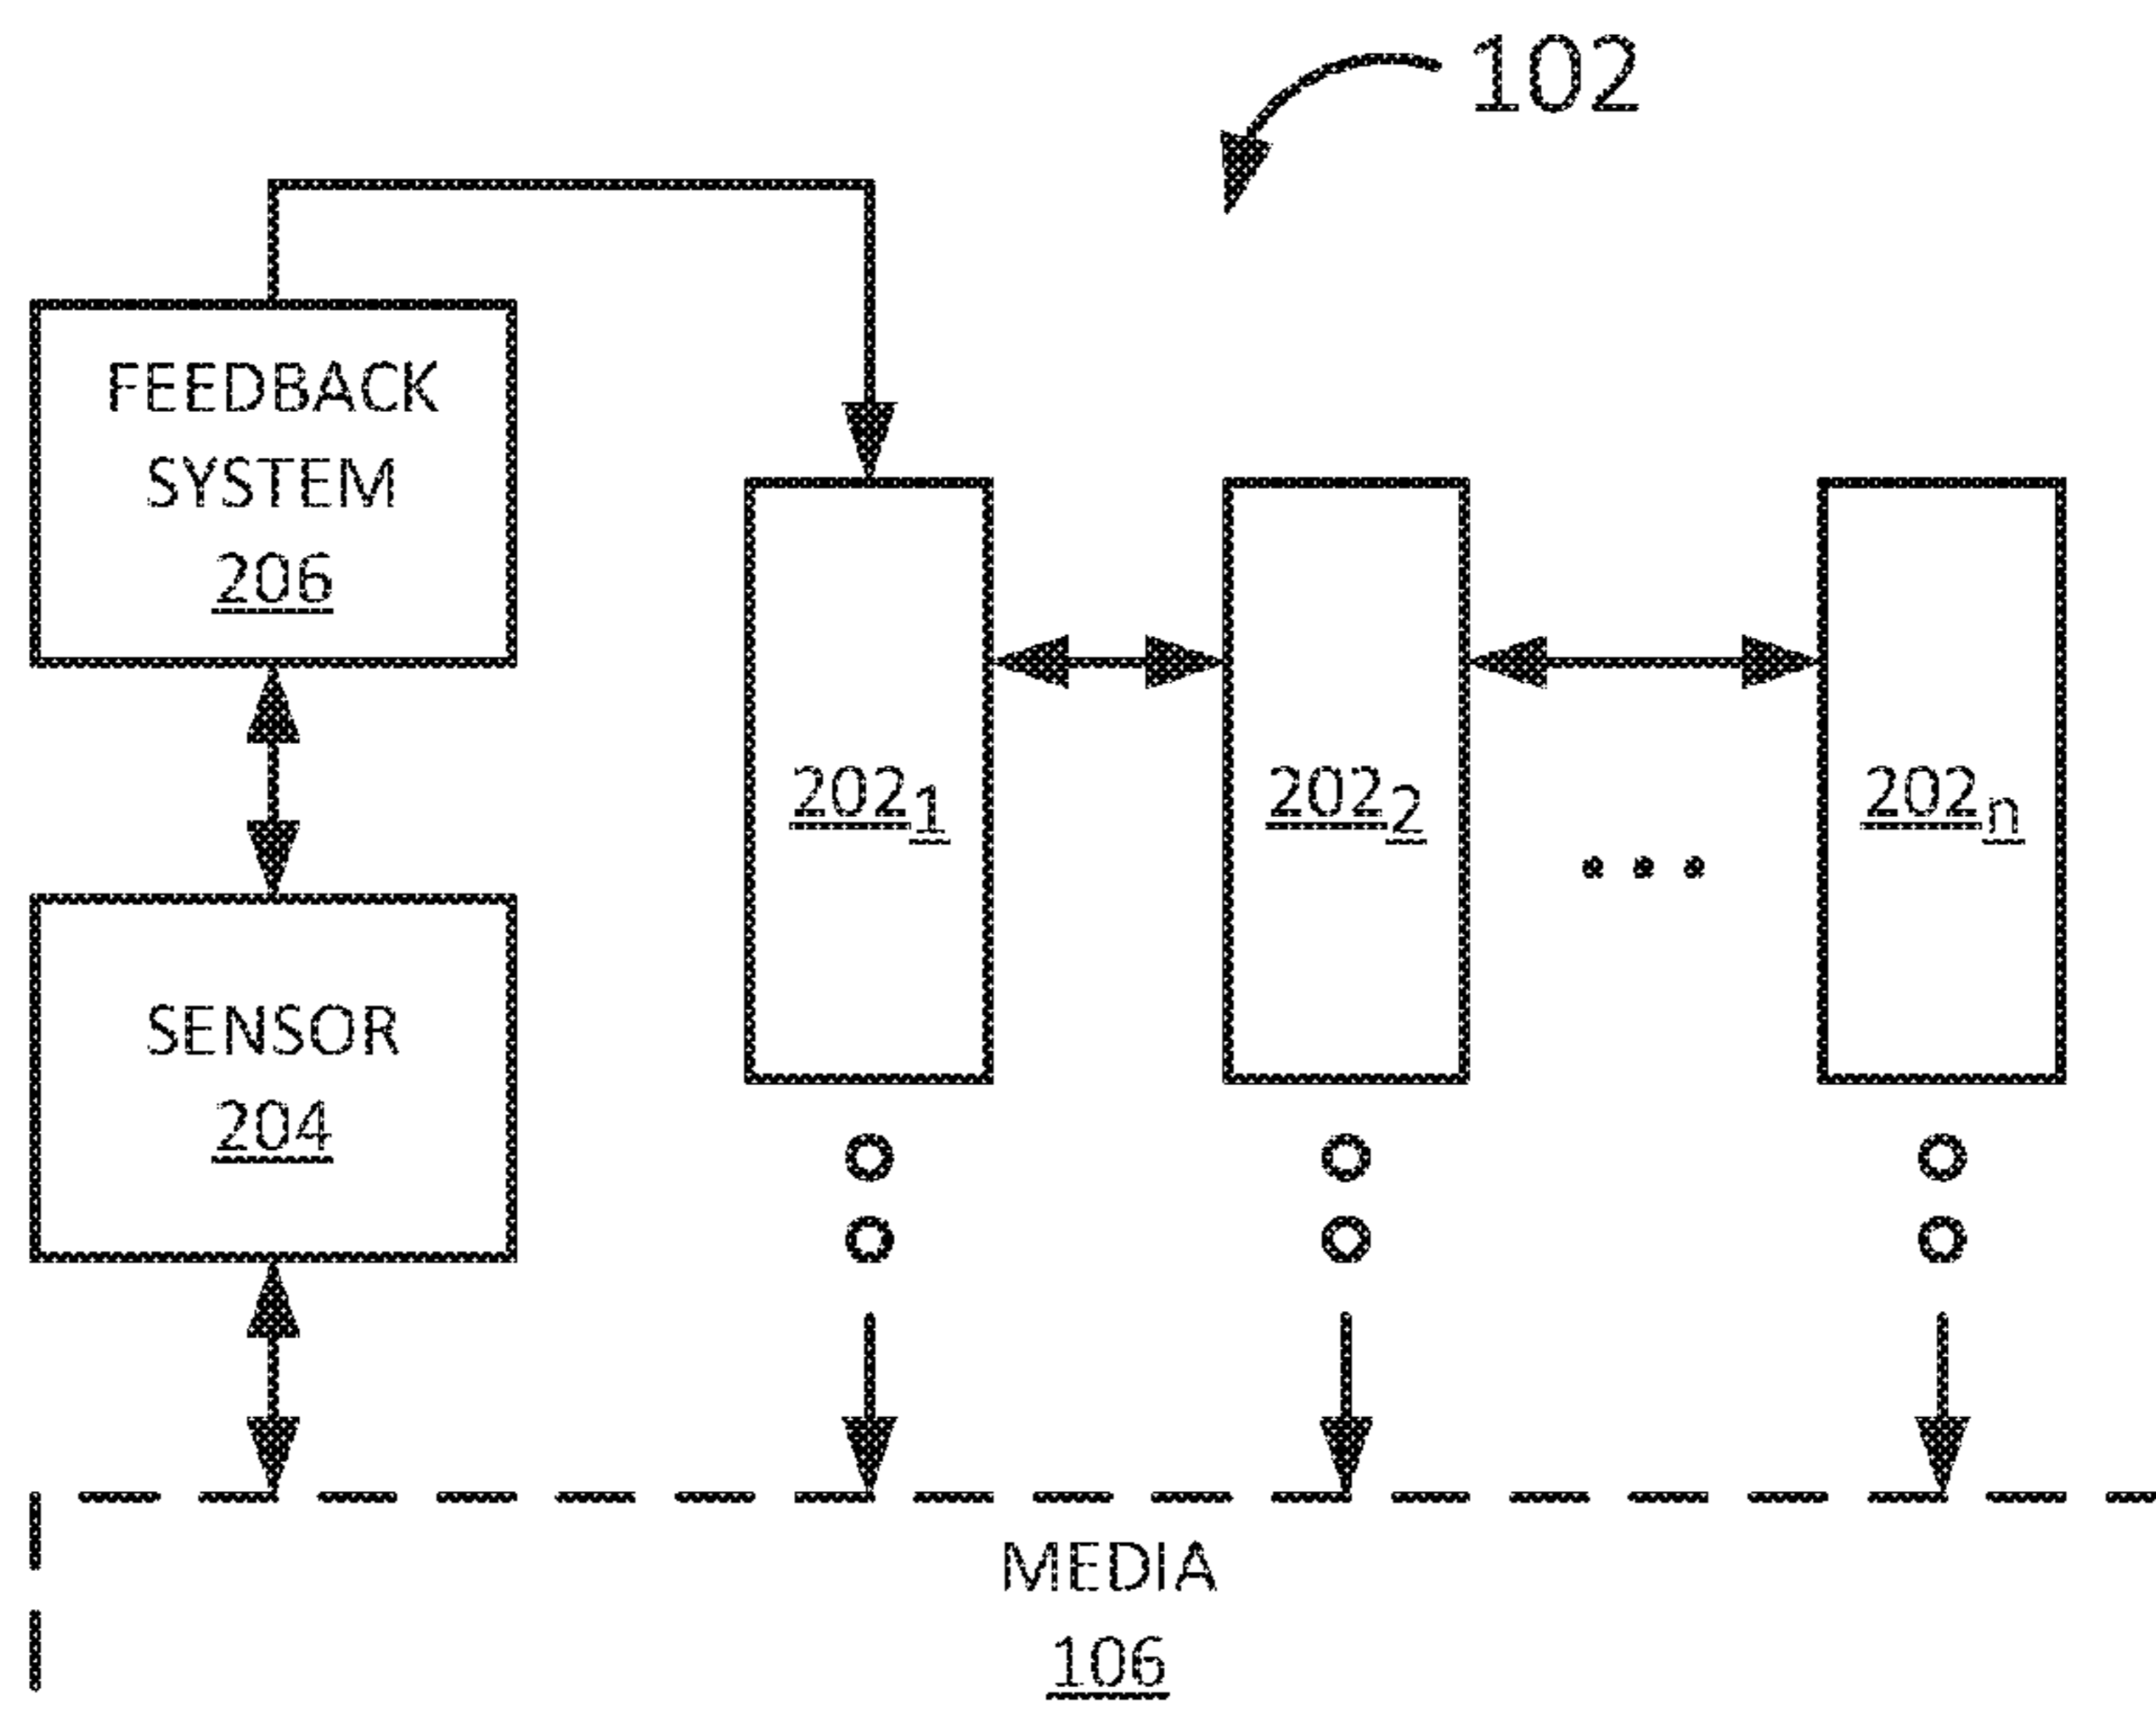 102
FEEDBACK
SYSTEM
206
202₁
202₂
202ₙ
...
SENSOR
204
MEDIA
106